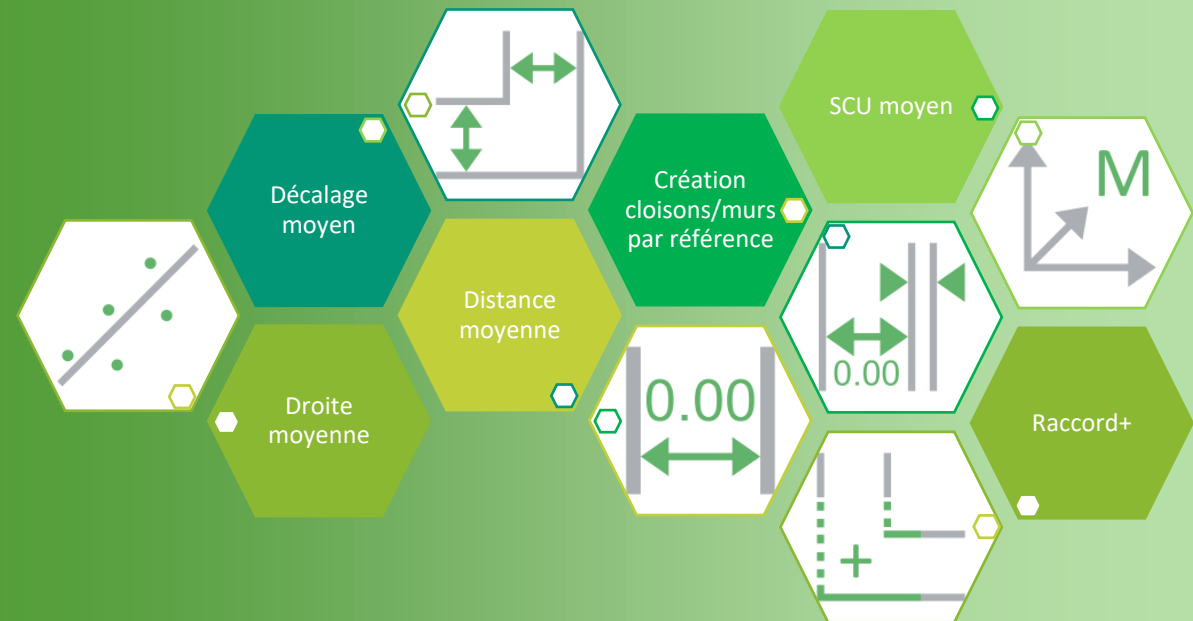 SCU moyen
M
Décalage
moyen
Création
cloisons/murs
par référence
Distance
moyenne
0.00
0.00
Droite
moyenne
Raccord+
+